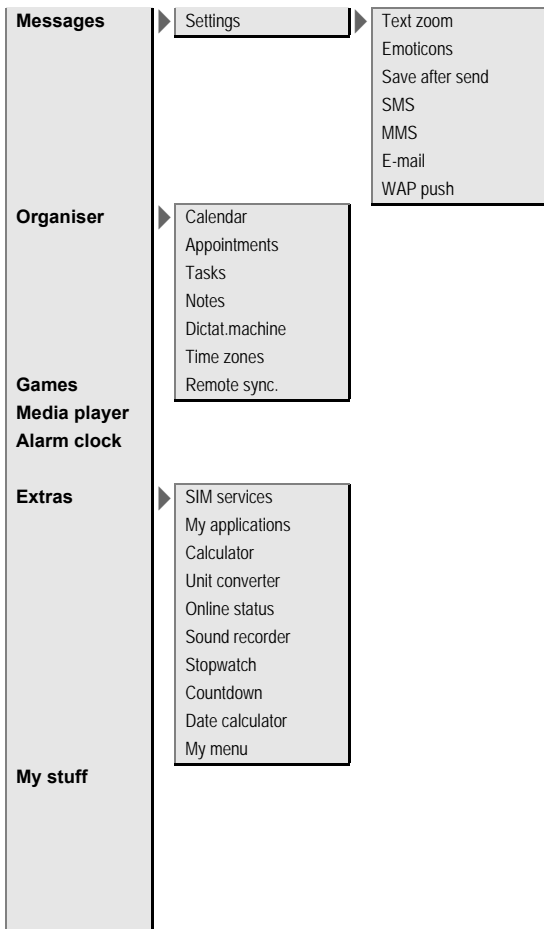 Messages
Settings
Text zoom
Emoticons
Save after send
SMS
MMS
E-mail
WAP push
Organiser
Calendar
Appointments
Tasks
Notes
Dictat.machine
Time zones
Remote sync.
Games
Media player
Alarm clock
Extras
SIM services
My applications
Calculator
Unit converter
Online status
Sound recorder
Stopwatch
Countdown
Date calculator
My menu
My stuff